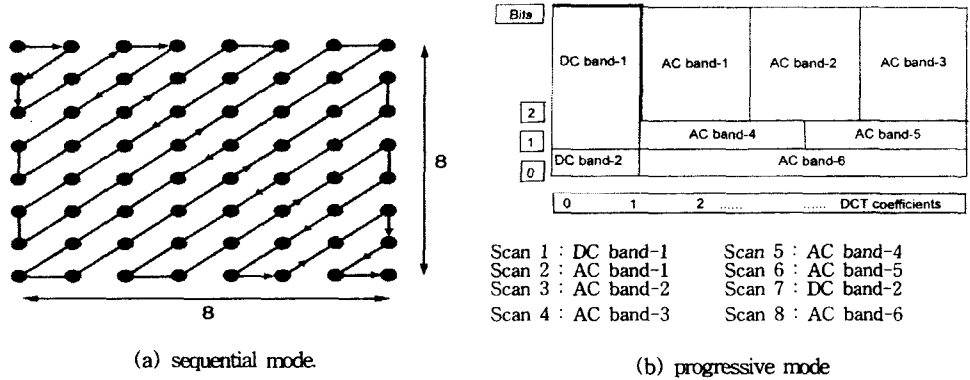 8
8
(a) sequential mode.
Bits
DC band-1
AC band-1
AC band-2
AC band-3
2
AC band-4
AC band-5
1
DC band-2
AC band-6
0
0 1 2 ...... ...... DCT coefficients
Scan 1 : DC band-1
Scan 2 : AC band-1
Scan 3 : AC band-2
Scan 4 : AC band-3
Scan 5 : AC band-4
Scan 6 : AC band-5
Scan 7 : DC band-2
Scan 8 : AC band-6
(b) progressive mode